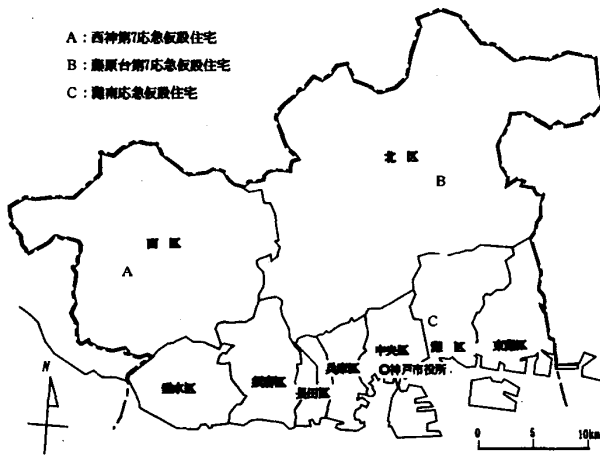 A：西神第7応急仮設住宅
B：藤原台第7応急仮設住宅
C：灘南応急仮設住宅
北 区
B
西 区
A
C
中央区
灘 区
東灘区
兵庫区
神戸市役所
垂水区
須磨区
長田区
N
0 5 10km